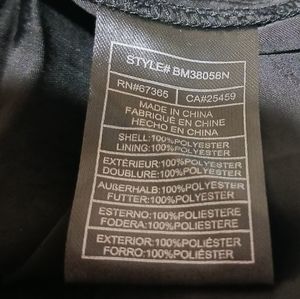 STYLE# BM38058N
RN#67365 CA#25459
MADE IN CHINA
FABRIQUÉ EN CHINE
HECHO EN CHINA
SHELL:100%POLYESTER
LINING:100%POLYESTER
EXTÉRIEUR:100%POLYESTER
DOUBLURE:100%POLYESTER
AUßERHALB:100%POLYESTER
FUTTER:100%POLYESTER
ESTERNO:100%POLIESTERE
FODERA:100%POLIESTERE
EXTERIOR:100%POLIÉSTER
FORRO:100%POLIÉSTER